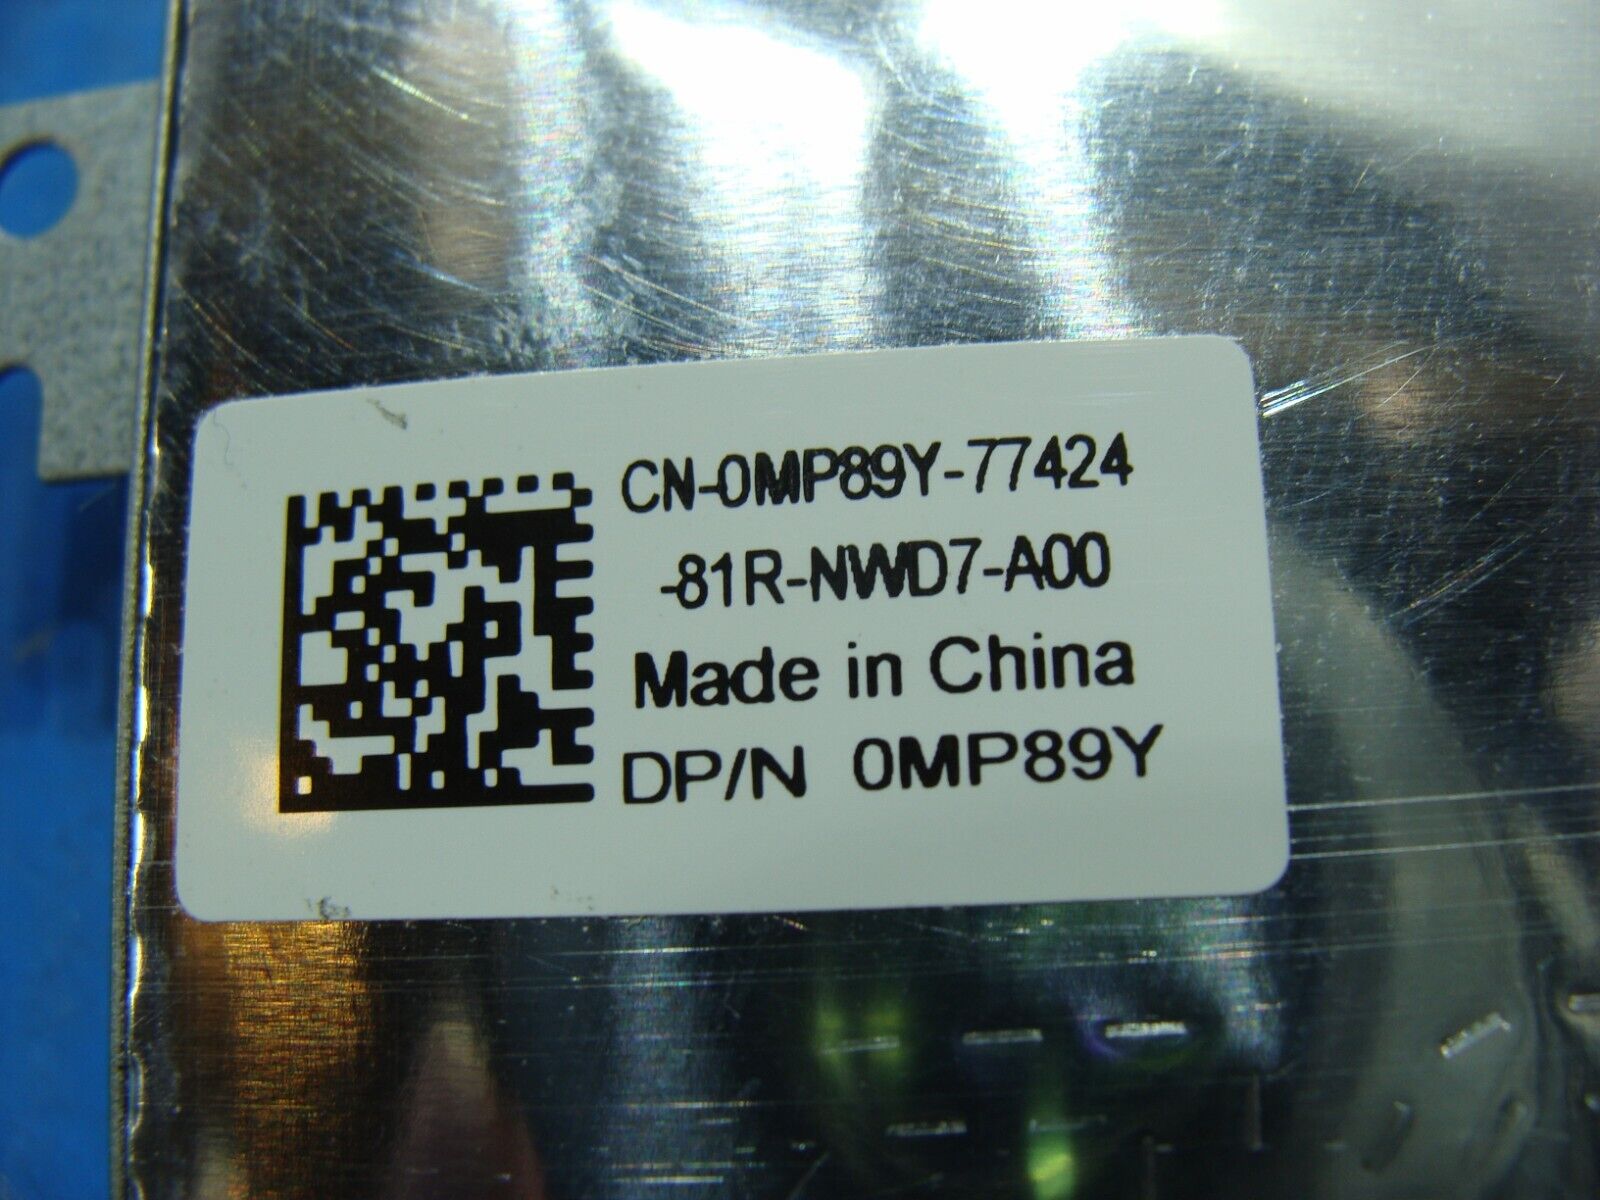 CN-0MP89Y-77424
-81R-NWD7-A00
Made in China
DP/N 0MP89Y